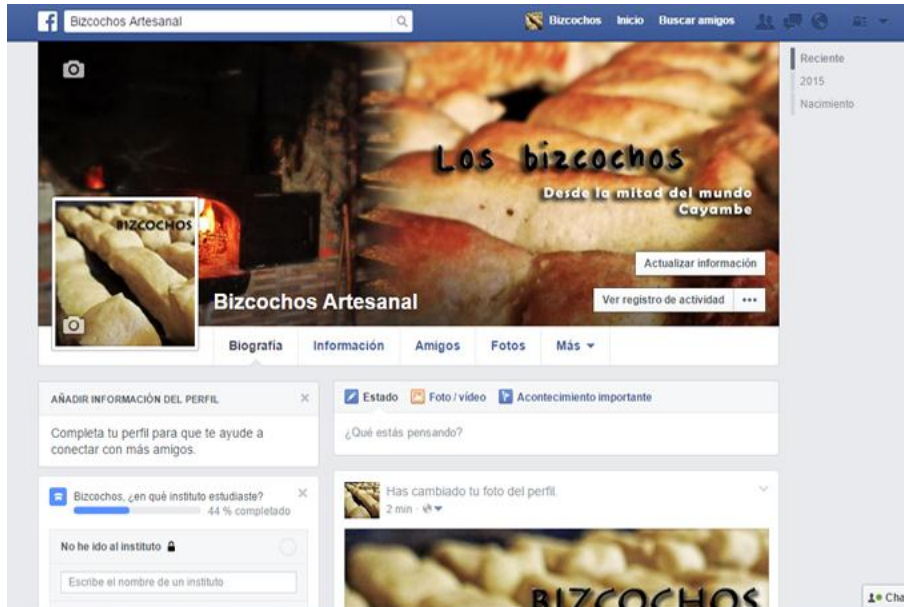 Bizcochos Artesanal
Bizcochos Inicio Buscar amigos
Reciente
2015
Nacimiento
Los bizcochos
Desde la mitad del mundo
Cayambe
BIZCOCHOS
Actualizar información
Bizcochos Artesanal
Ver registro de actividad
Biografía Información Amigos Fotos Más
AÑADIR INFORMACIÓN DEL PERFIL
Completa tu perfil para que te ayude a
conectar con más amigos.
Estado Foto / vídeo Acontecimiento importante
¿Qué estás pensando?
Bizcochos, ¿en qué instituto estudiaste?
44 % completado
No he ido al instituto
Escribe el nombre de un instituto
Has cambiado tu foto del perfil.
2 min ·
BIZCOCHOS
Cha